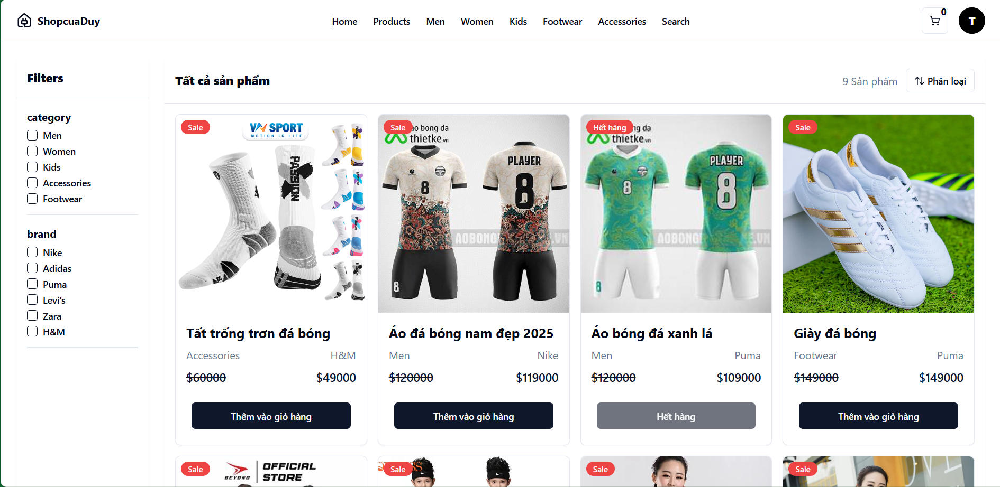 ShopcuaDuy
Home Products Men Women Kids Footwear Accessories Search
0
T
Filters
category
Men
Women
Kids
Accessories
Footwear
brand
Nike
Adidas
Puma
Levi's
Zara
H&M
Tất cả sản phẩm
9 Sản phẩm
Phân loại
Sale
SPORT
MOTION IS LIFE
PASSION
Tất trống trơn đá bóng
Accessories H&M
$60000 $49000
Thêm vào giỏ hàng
Sale
ao bong da
thietke.vn
PLAYER
8
8
8
AOBONG
.VN
Áo đá bóng nam đẹp 2025
Men Nike
$120000 $119000
Thêm vào giỏ hàng
Hết hàng
ng da
thietke.vn
PLAYER
8
8
8
AOBONG
E.VN
Áo bóng đá xanh lá
Men Puma
$120000 $109000
Hết hàng
Sale
Giày đá bóng
Footwear Puma
$149000 $149000
Thêm vào giỏ hàng
Sale
BEYONO
OFFICIAL
STORE
Sale
Sale
Sale